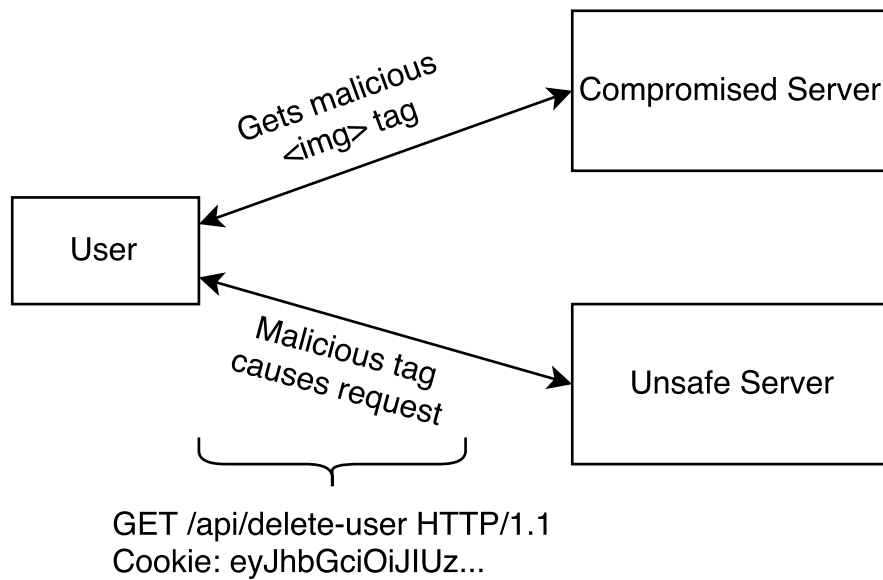 Gets malicious
<img> tag
Compromised Server
User
Malicious tag
causes request
Unsafe Server
GET /api/delete-user HTTP/1.1
Cookie: eyJhbGciOiJIUz...